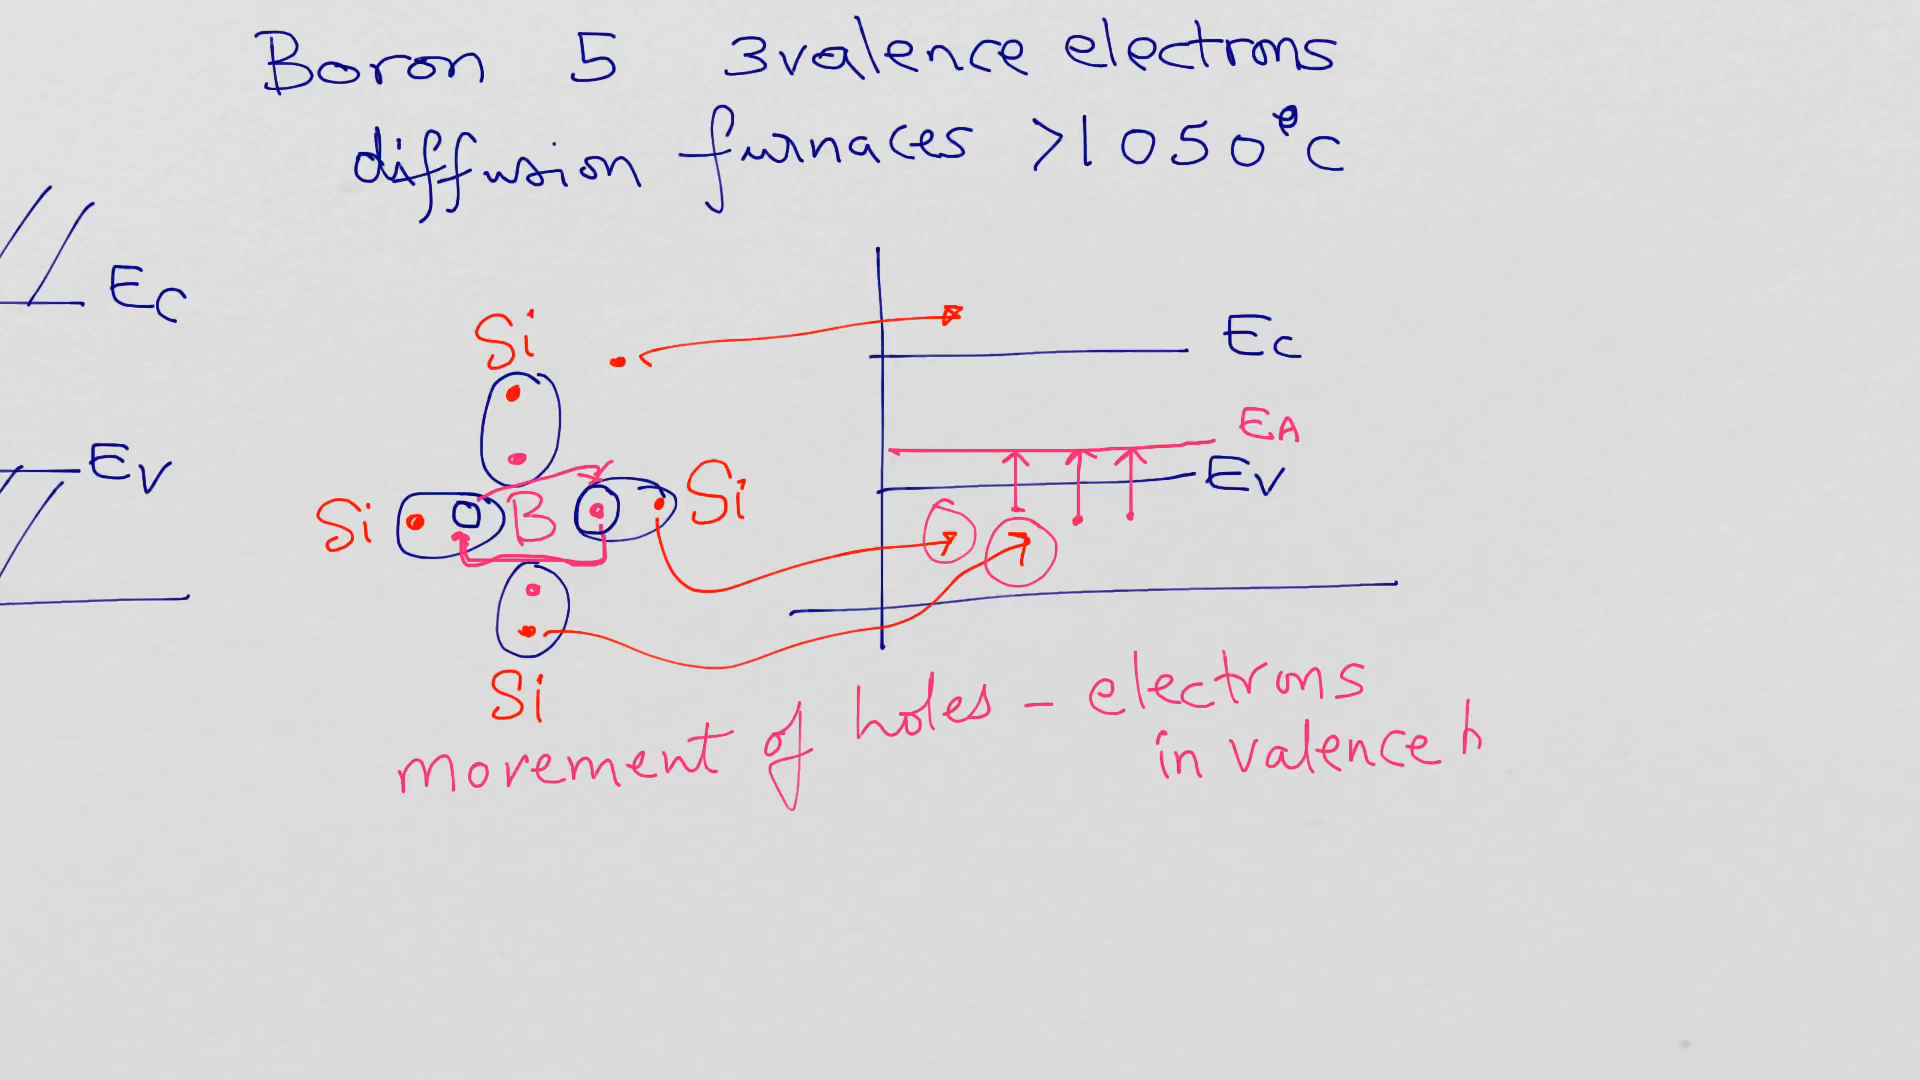 Boron 5 3valence electrons
diffusion furnaces >1050°C
Ec
Ev
Si
Si B Si
Si
Ec
EA
Ev
movement of holes - electrons
in valence b